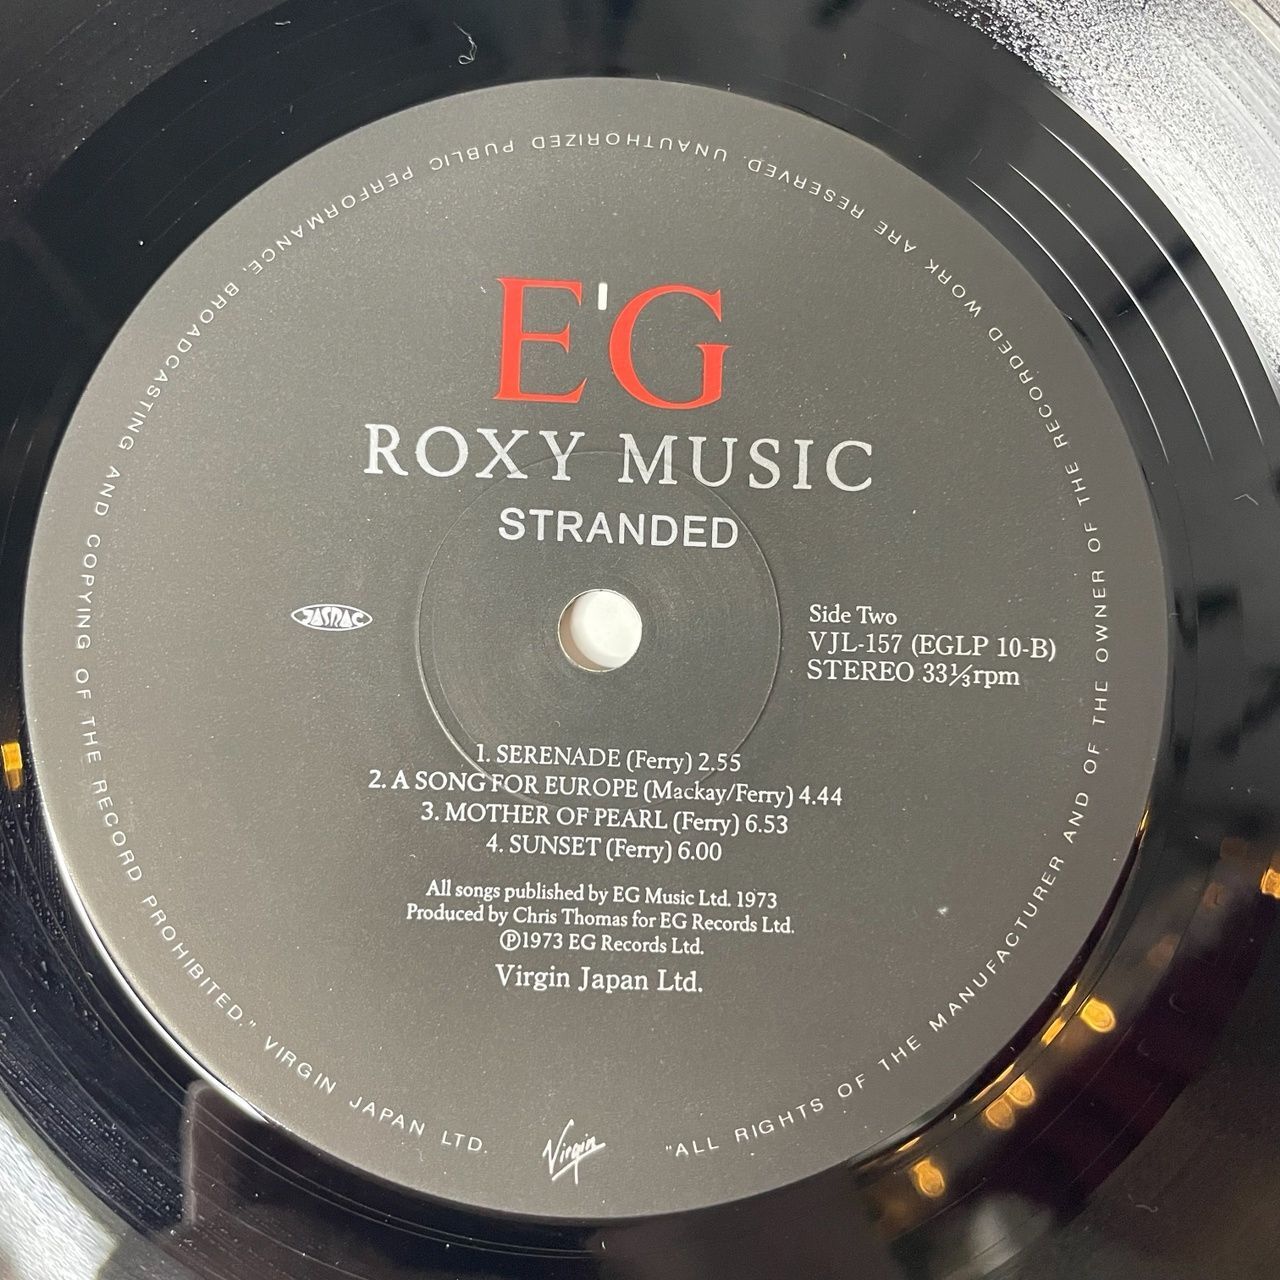 E'G
ROXY MUSIC
STRANDED
JASRAC
Side Two
VJL-157 (EGLP 10-B)
STEREO 33⅓rpm
1. SERENADE (Ferry) 2.55
2. A SONG FOR EUROPE (Mackay/Ferry) 4.44
3. MOTHER OF PEARL (Ferry) 6.53
4. SUNSET (Ferry) 6.00
All songs published by EG Music Ltd. 1973
Produced by Chris Thomas for EG Records Ltd.
Ⓟ1973 EG Records Ltd.
Virgin Japan Ltd.
"ALL RIGHTS OF THE MANUFACTURER AND OF THE OWNER OF THE RECORDED WORK ARE RESERVED. UNAUTHORIZED PUBLIC PERFORMANCE, BROADCASTING AND COPYING OF THE RECORD PROHIBITED." VIRGIN JAPAN LTD.
Virgin